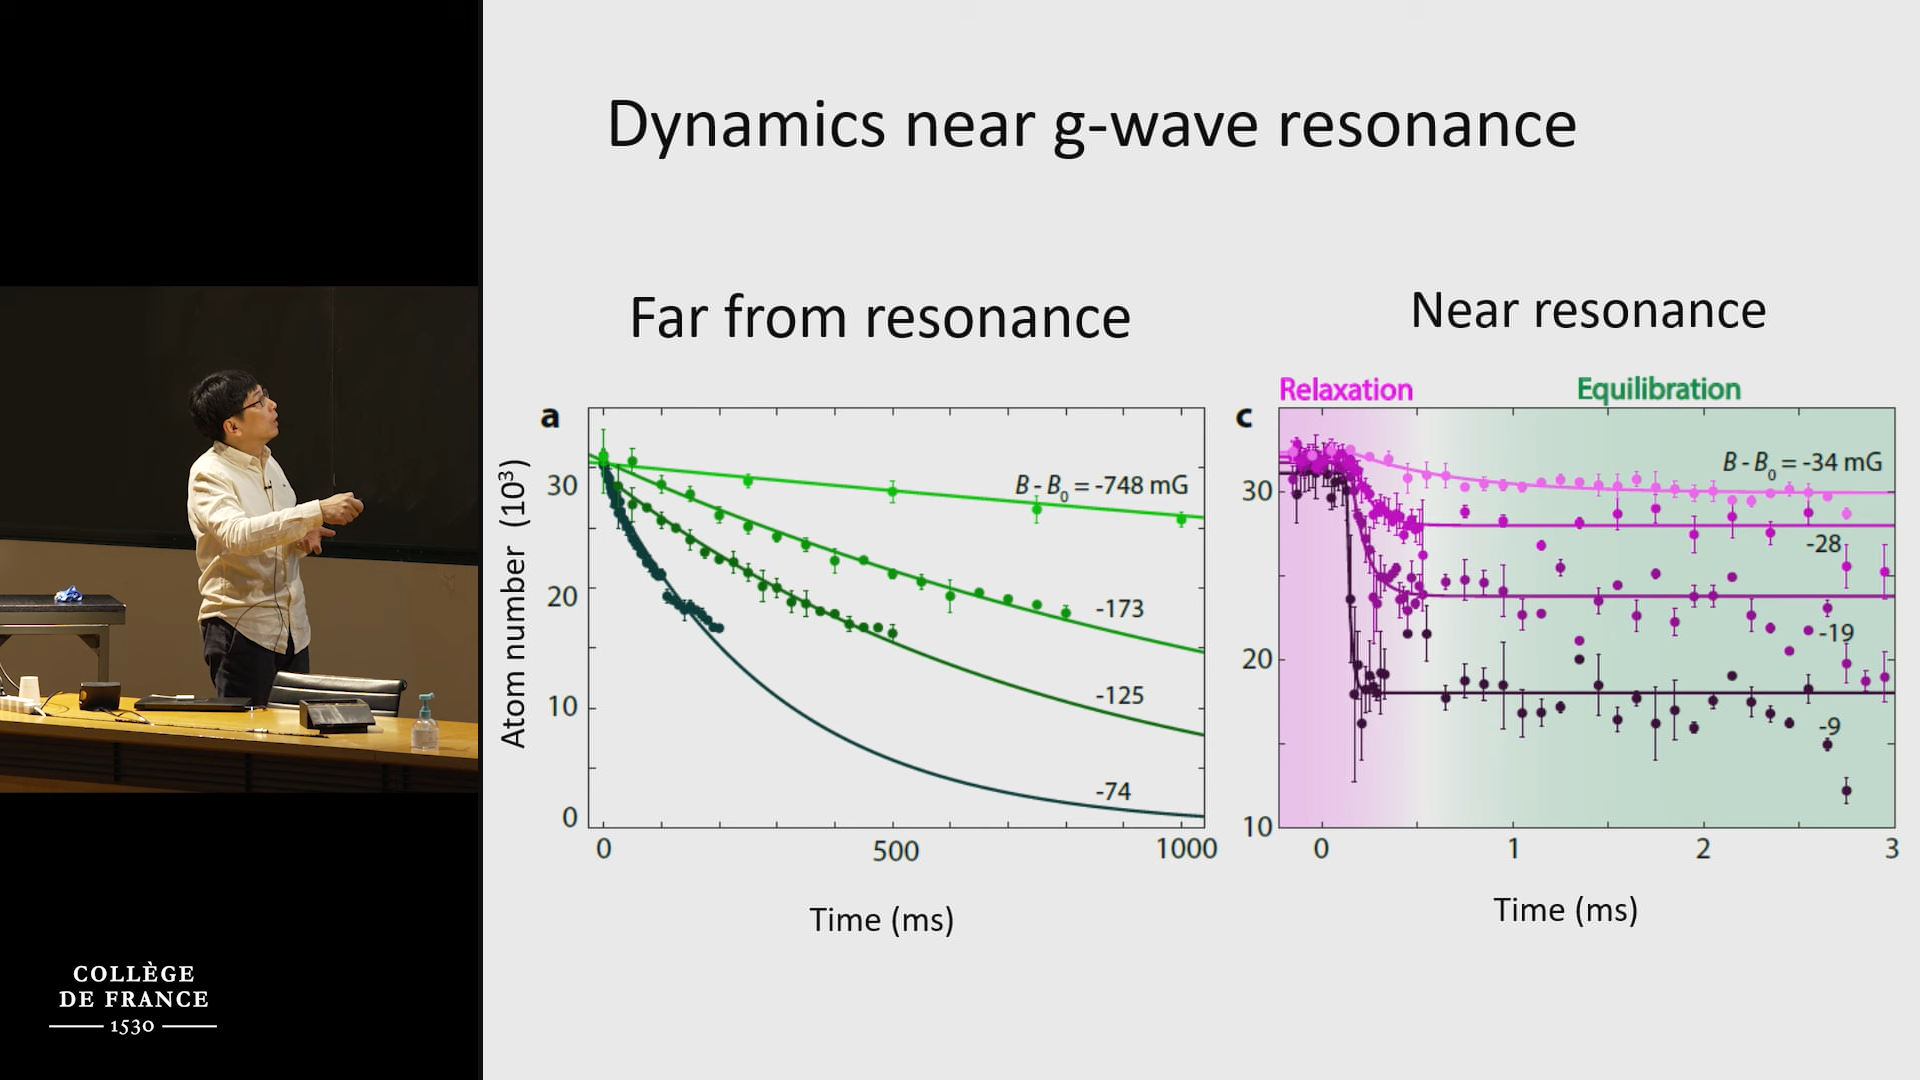 Dynamics near g-wave resonance
Far from resonance
Near resonance
Relaxation
Equilibration
a
c
Atom number (10³)
30
20
10
0
B - B₀ = -748 mG
-173
-125
-74
0
500
1000
Time (ms)
30
20
10
B - B₀ = -34 mG
-28
-19
-9
0
1
2
3
Time (ms)
COLLÈGE
DE FRANCE
1530